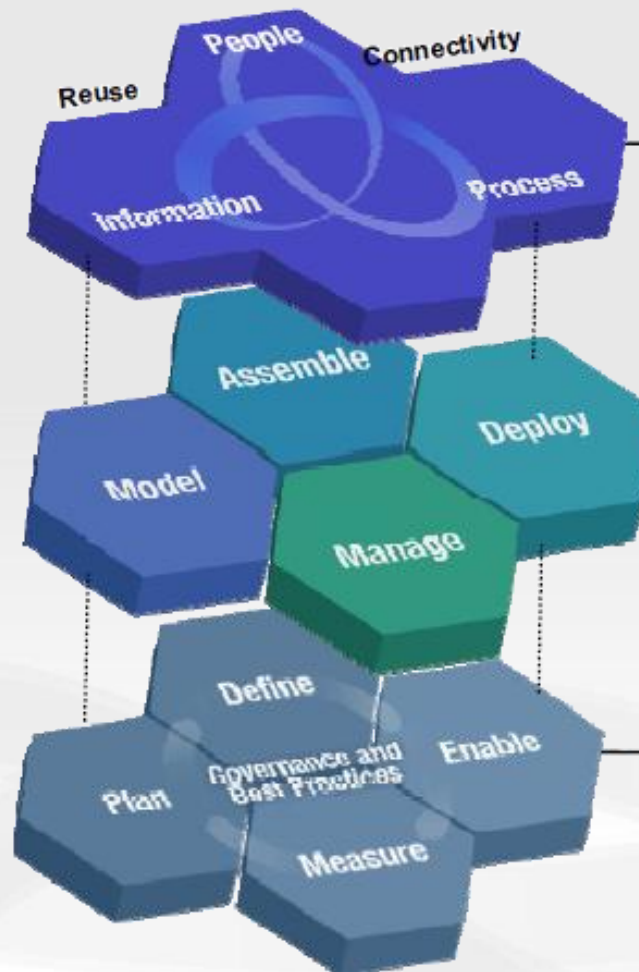 People
Connectivity
Reuse
Information
Process
Assemble
Deploy
Model
Manage
Define
Enable
Governance and
Best Practices
Plan
Measure